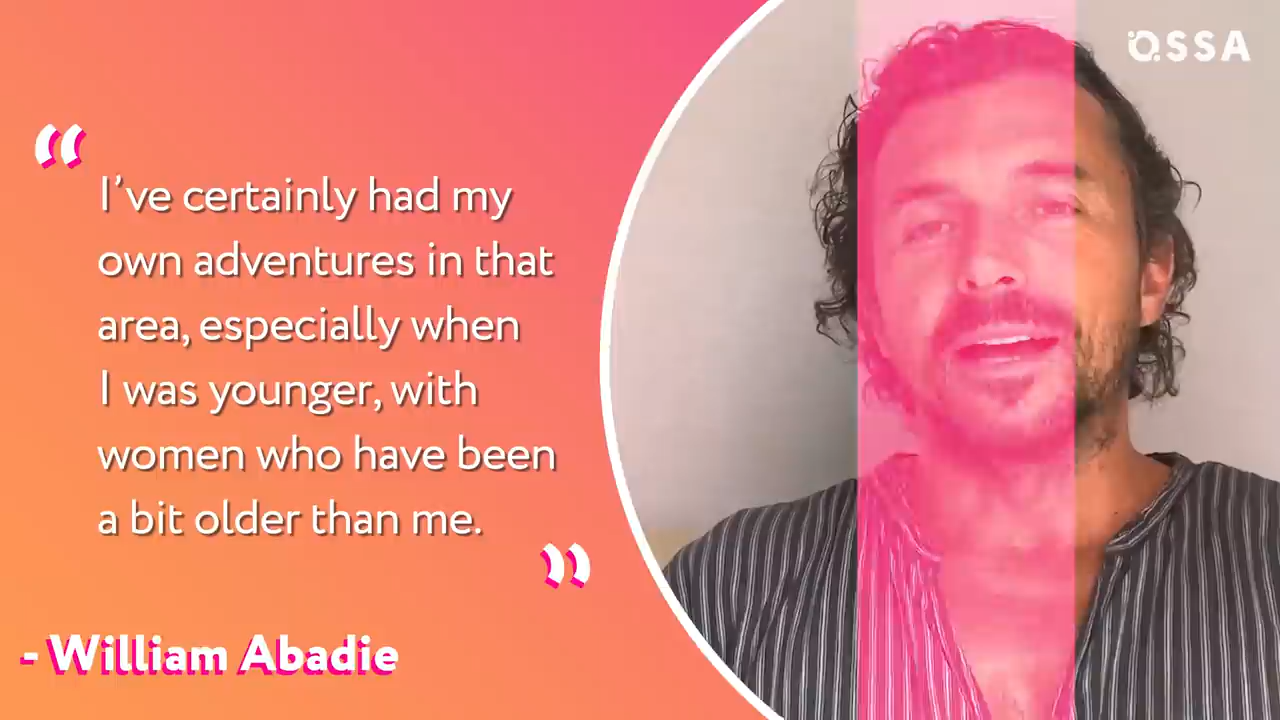 QSSA
“
I’ve certainly had my
own adventures in that
area, especially when
I was younger, with
women who have been
a bit older than me.
”
- William Abadie